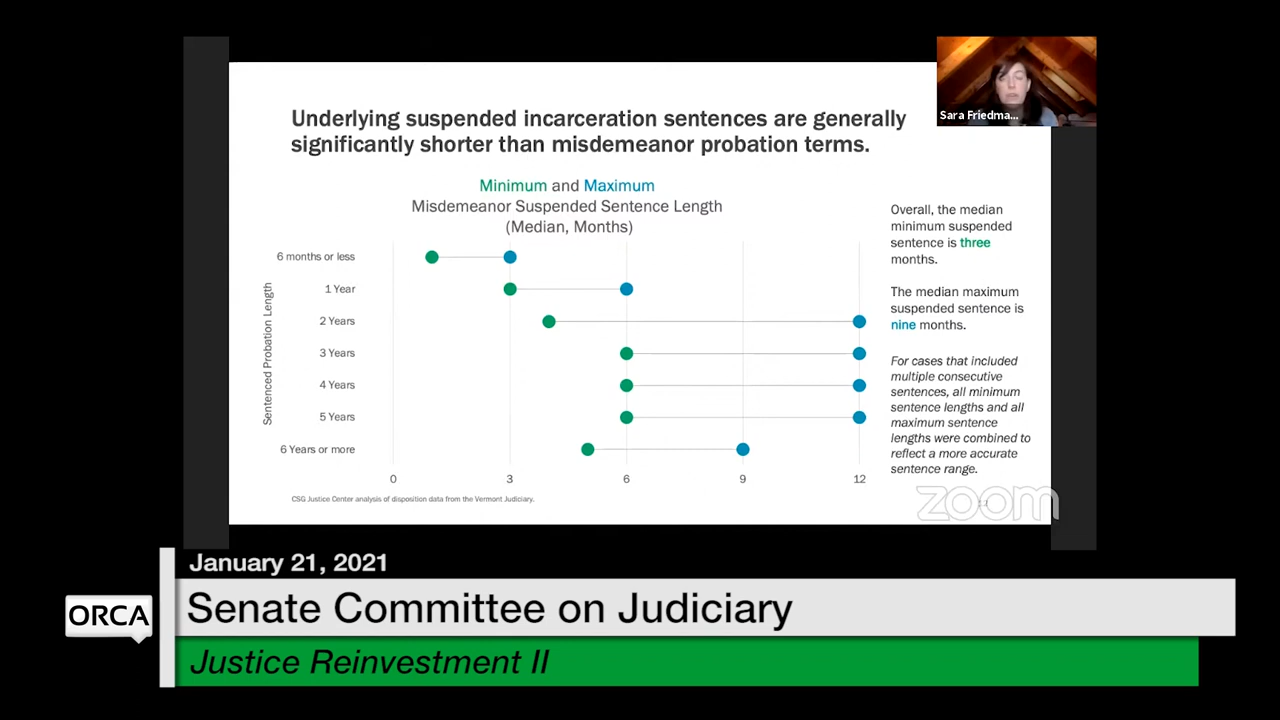 Underlying suspended incarceration sentences are generally
significantly shorter than misdemeanor probation terms.
Sara Friedma...
Minimum and Maximum
Misdemeanor Suspended Sentence Length
(Median, Months)
Sentenced Probation Length
6 months or less
1 Year
2 Years
3 Years
4 Years
5 Years
6 Years or more
0 3 6 9 12
Overall, the median
minimum suspended
sentence is three
months.
The median maximum
suspended sentence is
nine months.
For cases that included
multiple consecutive
sentences, all minimum
sentence lengths and all
maximum sentence
lengths were combined to
reflect a more accurate
sentence range.
CSG Justice Center analysis of disposition data from the Vermont Judiciary.
zoom
January 21, 2021
ORCA
Senate Committee on Judiciary
Justice Reinvestment II